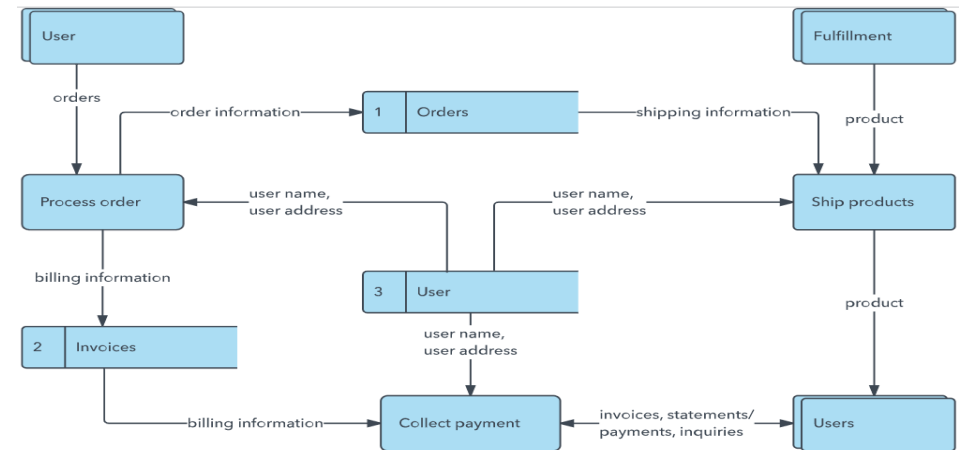 User
Fulfillment
orders
order information
1 Orders
shipping information
product
Process order
user name,
user address
user name,
user address
Ship products
billing information
3 User
product
2 Invoices
user name,
user address
billing information
Collect payment
invoices, statements/
payments, inquiries
Users